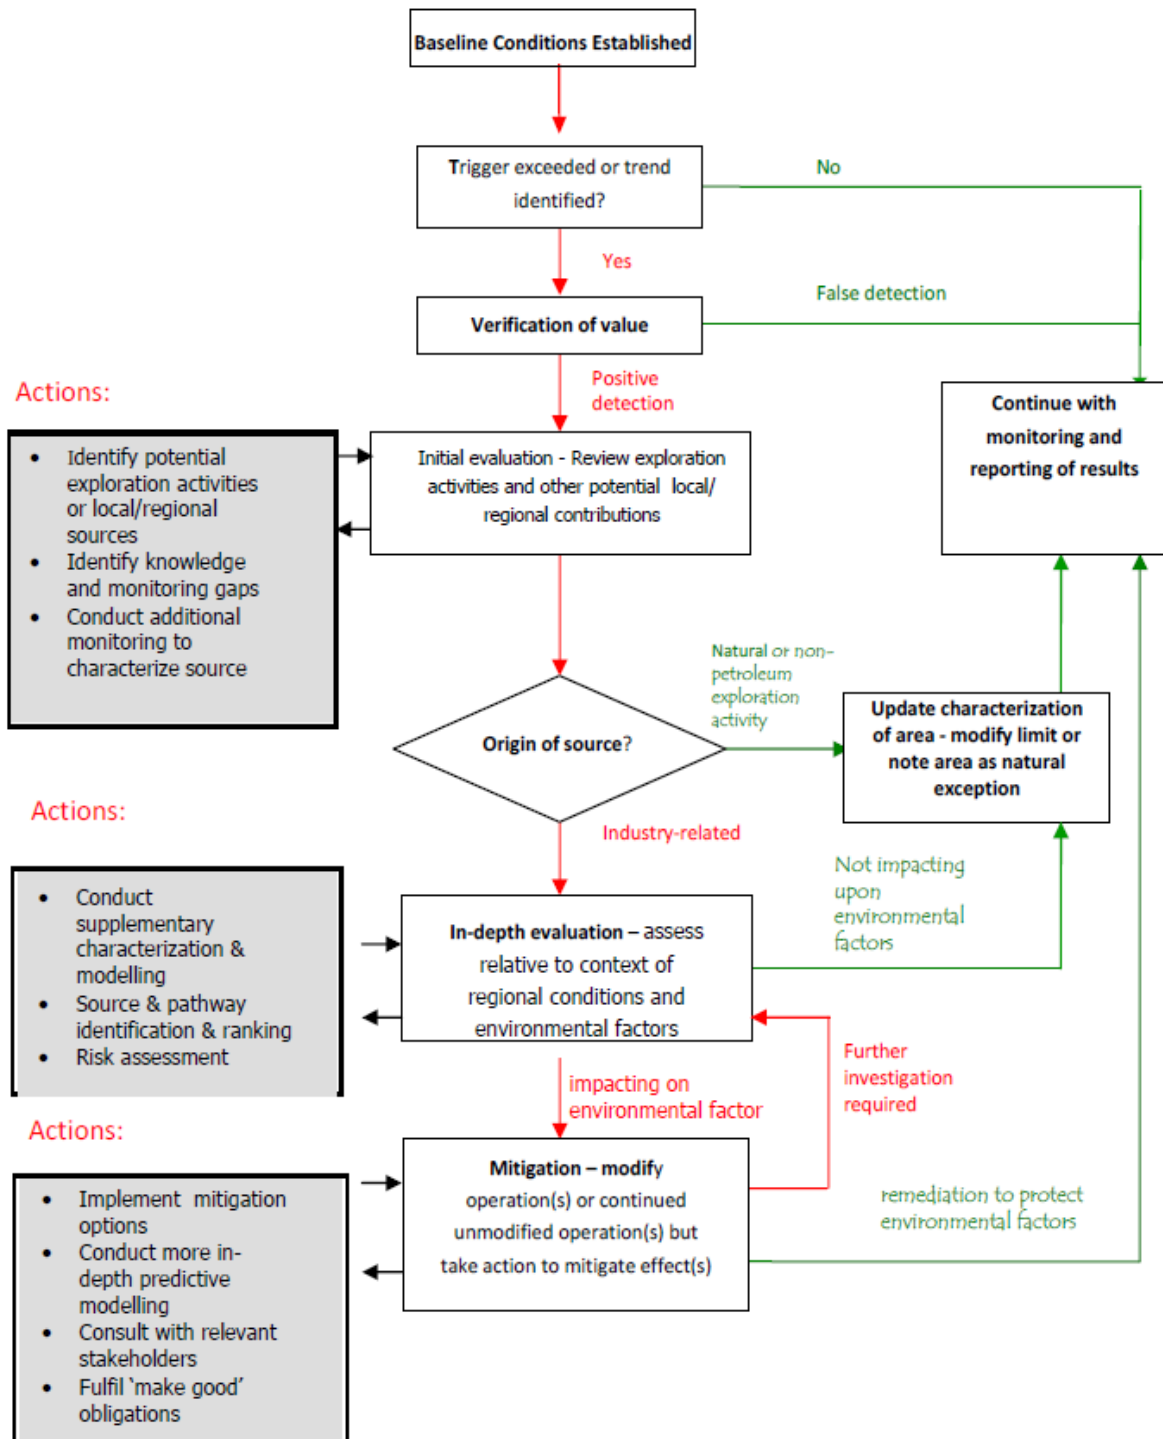 Baseline Conditions Established
Trigger exceeded or trend
identified?
No
Yes
False detection
Verification of value
Positive
detection
Actions:
• Identify potential
exploration activities
or local/regional
sources
• Identify knowledge
and monitoring gaps
• Conduct additional
monitoring to
characterize source
Initial evaluation - Review exploration
activities and other potential local/
regional contributions
Continue with
monitoring and
reporting of results
Natural or non-
petroleum
exploration
activity
Origin of source?
Update characterization
of area - modify limit or
note area as natural
exception
Industry-related
Actions:
• Conduct
supplementary
characterization &
modelling
• Source & pathway
identification & ranking
• Risk assessment
In-depth evaluation – assess
relative to context of
regional conditions and
environmental factors
Not impacting
upon
environmental
factors
impacting on
environmental factor
Further
investigation
required
Actions:
• Implement mitigation
options
• Conduct more in-
depth predictive
modelling
• Consult with relevant
stakeholders
• Fulfil ‘make good’
obligations
Mitigation – modify
operation(s) or continued
unmodified operation(s) but
take action to mitigate effect(s)
remediation to protect
environmental factors